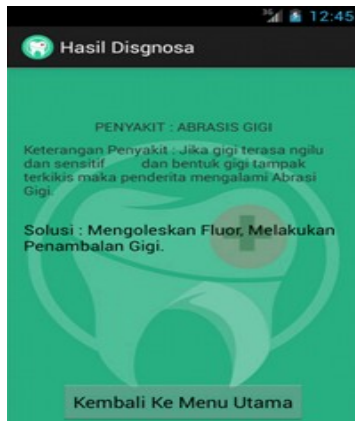 3G 12:45
Hasil Disgnosa
PENYAKIT : ABRASIS GIGI
Keterangan Penyakit : Jika gigi terasa ngilu
dan sensitif dan bentuk gigi tampak
terkikis maka penderita mengalami Abrasi
Gigi.
Solusi : Mengoleskan Fluor, Melakukan
Penambalan Gigi.
Kembali Ke Menu Utama